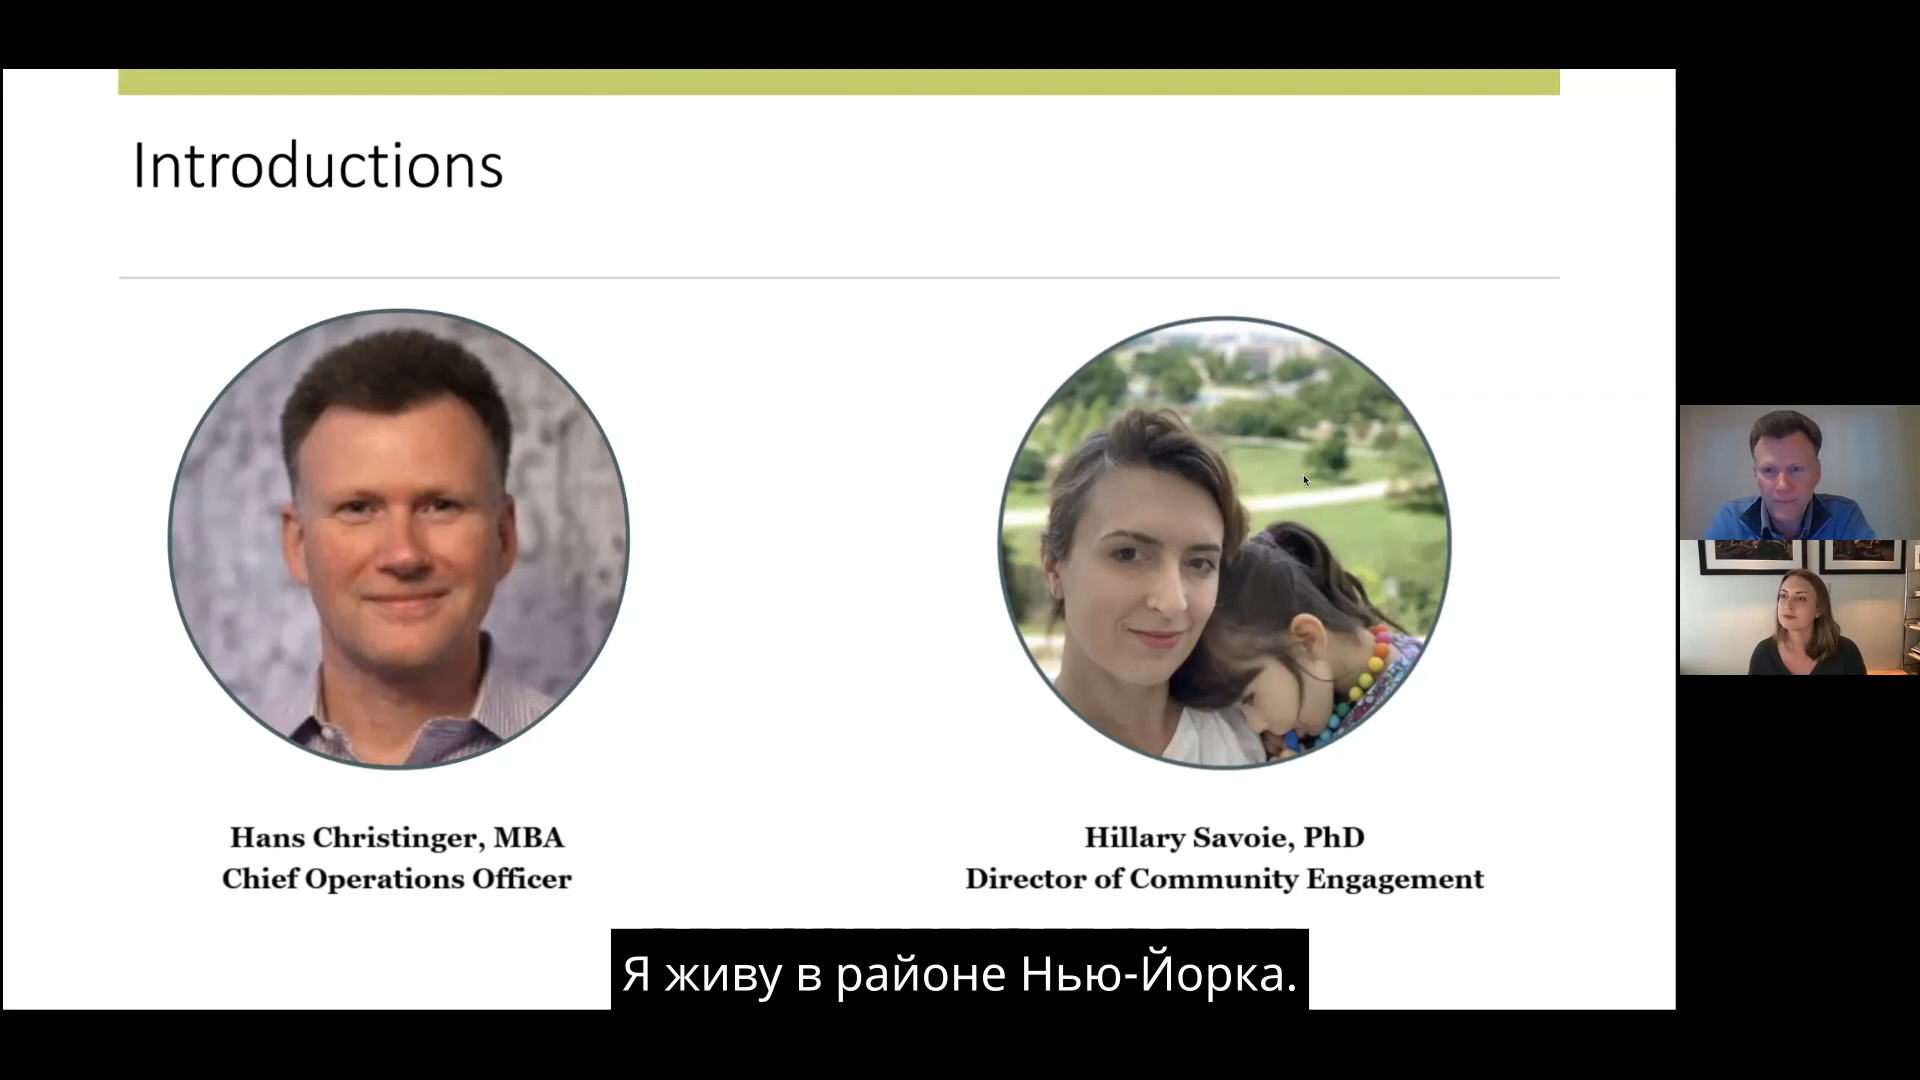 Introductions
Hans Christinger, MBA
Chief Operations Officer
Hillary Savoie, PhD
Director of Community Engagement
Я живу в районе Нью-Йорка.